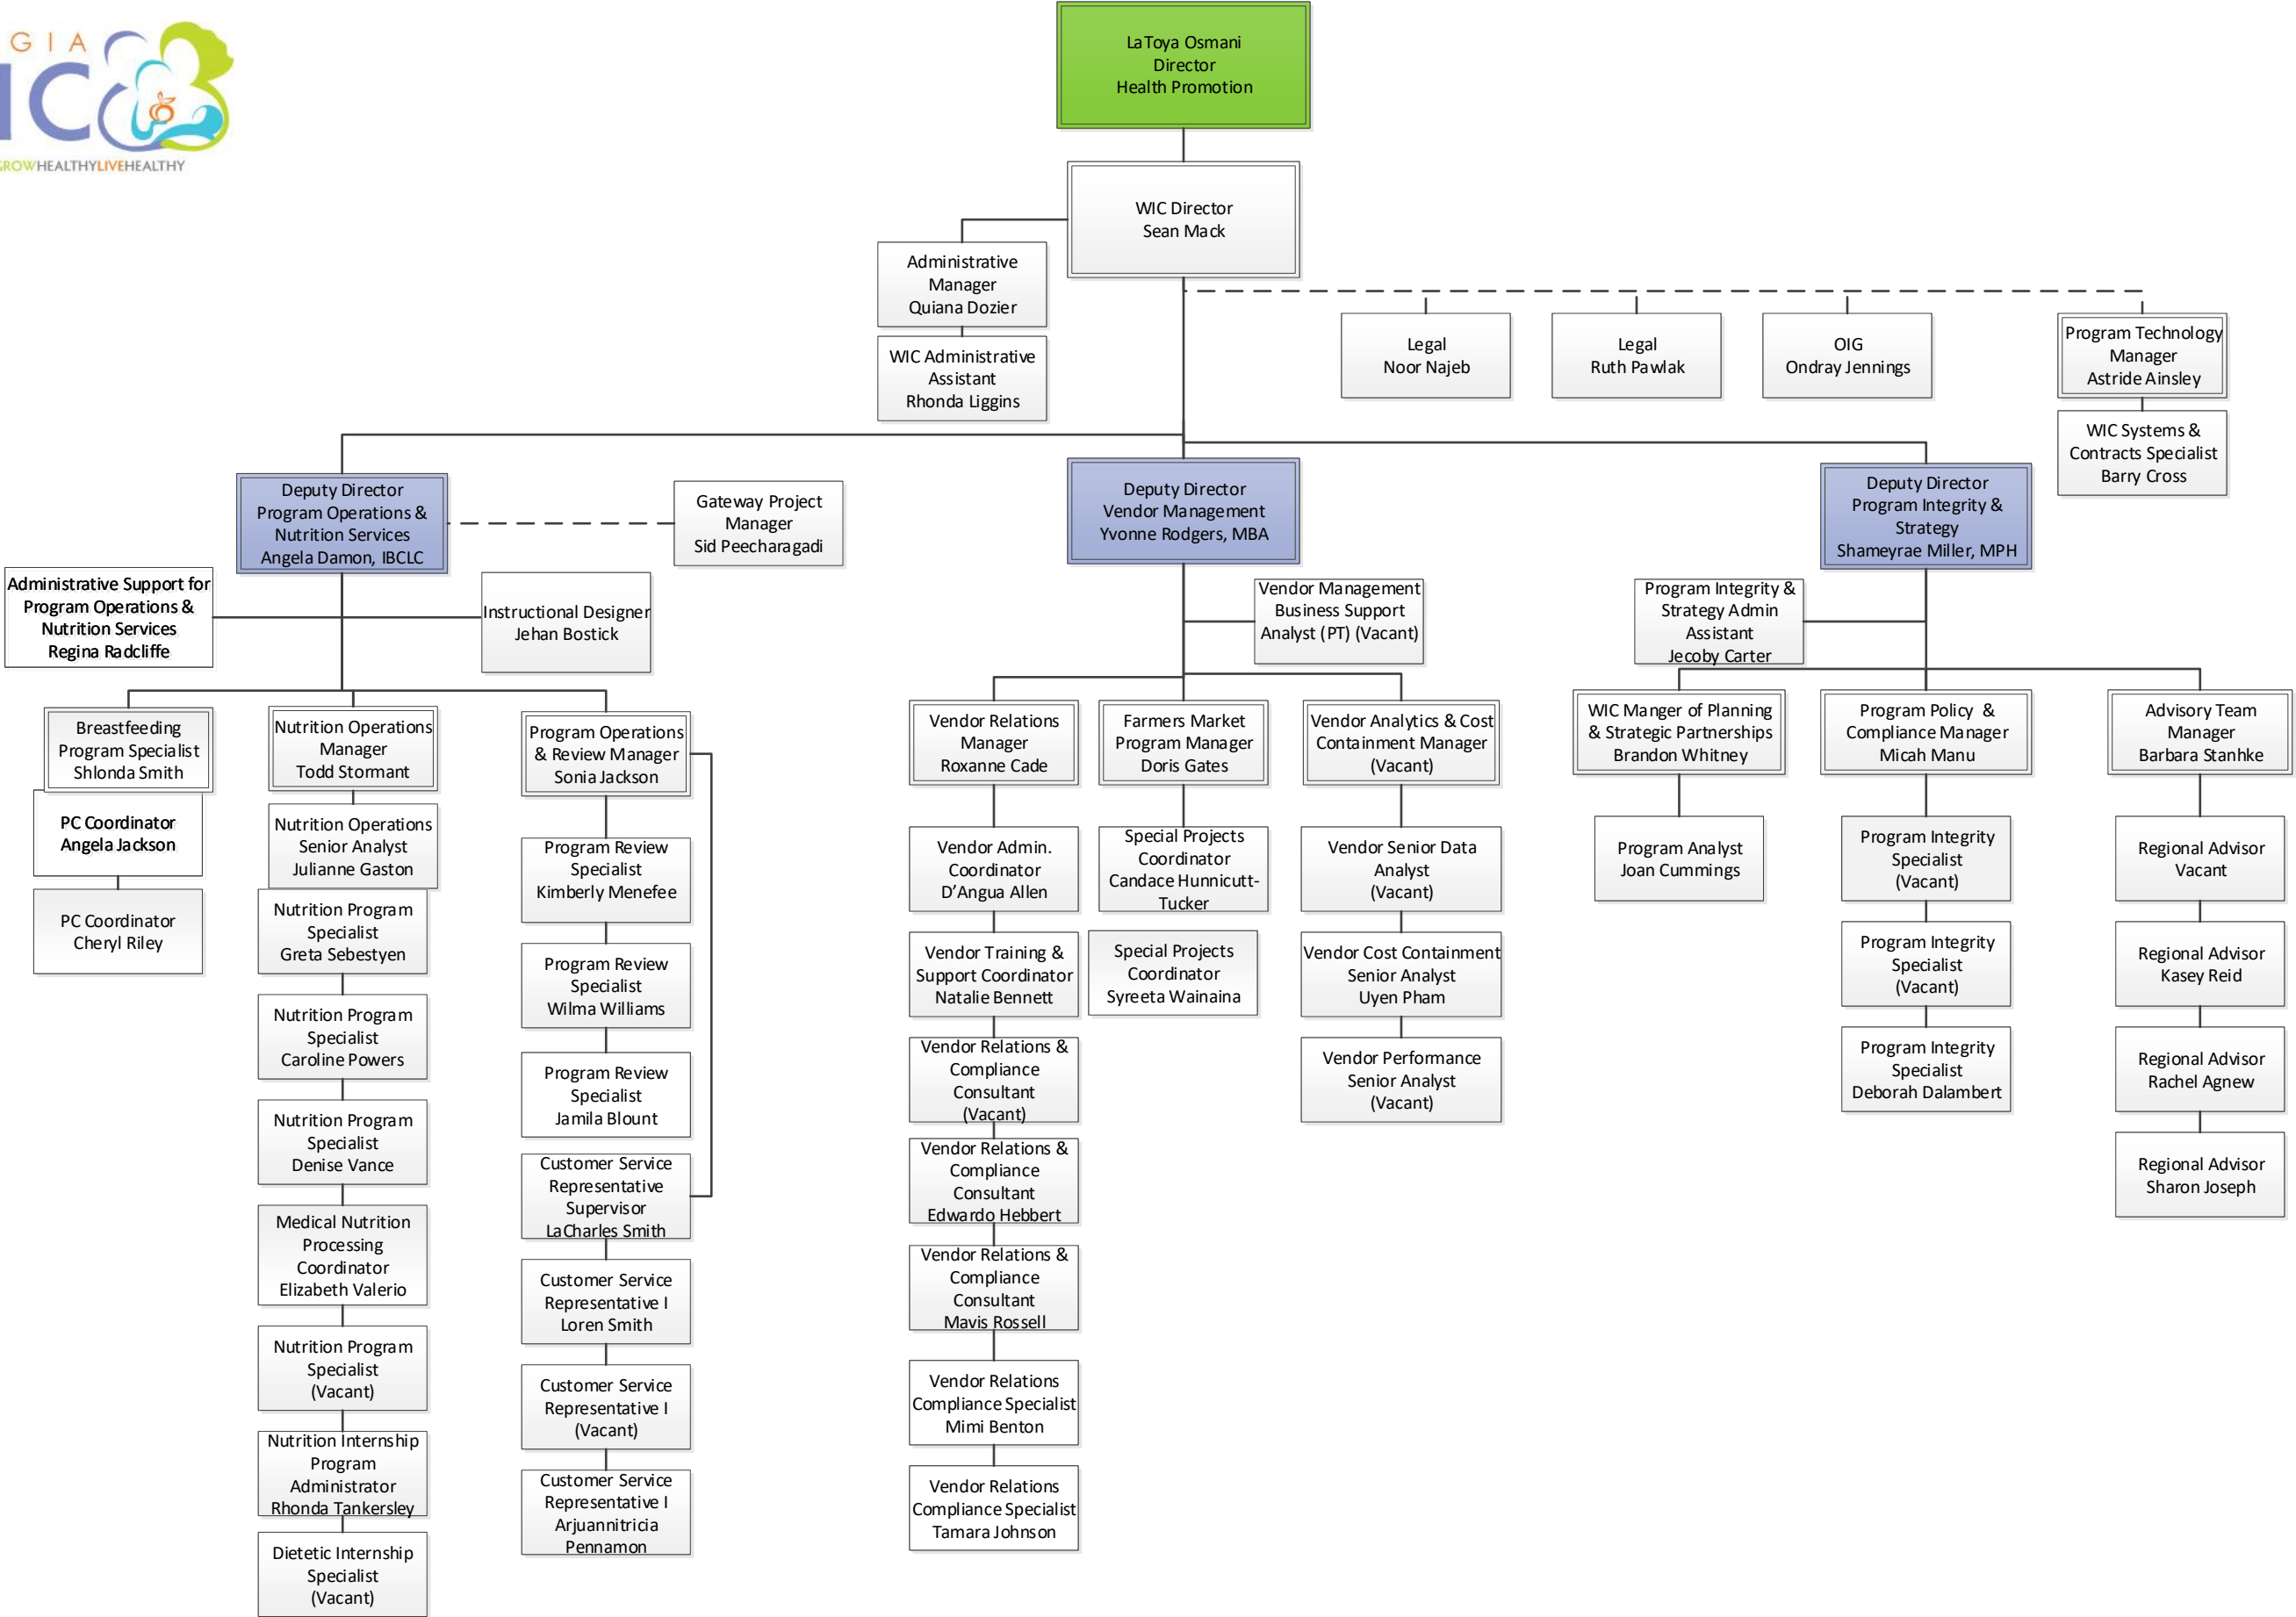 GIA
IC
GROWHEALTHYLIVEHEALTHY
LaToya Osmani
Director
Health Promotion
WIC Director
Sean Mack
Administrative
Manager
Quiana Dozier
WIC Administrative
Assistant
Rhonda Liggins
Legal
Noor Najeb
Legal
Ruth Pawlak
OIG
Ondray Jennings
Program Technology
Manager
Astride Ainsley
WIC Systems &
Contracts Specialist
Barry Cross
Deputy Director
Program Operations &
Nutrition Services
Angela Damon, IBCLC
Gateway Project
Manager
Sid Peecharagadi
Deputy Director
Vendor Management
Yvonne Rodgers, MBA
Deputy Director
Program Integrity &
Strategy
Shameyrae Miller, MPH
Administrative Support for
Program Operations &
Nutrition Services
Regina Radcliffe
Instructional Designer
Jehan Bostick
Vendor Management
Business Support
Analyst (PT) (Vacant)
Program Integrity &
Strategy Admin
Assistant
Jecoby Carter
Breastfeeding
Program Specialist
Shlonda Smith
PC Coordinator
Angela Jackson
PC Coordinator
Cheryl Riley
Nutrition Operations
Manager
Todd Stormant
Nutrition Operations
Senior Analyst
Julianne Gaston
Nutrition Program
Specialist
Greta Sebestyen
Nutrition Program
Specialist
Caroline Powers
Nutrition Program
Specialist
Denise Vance
Medical Nutrition
Processing
Coordinator
Elizabeth Valerio
Nutrition Program
Specialist
(Vacant)
Nutrition Internship
Program
Administrator
Rhonda Tankersley
Dietetic Internship
Specialist
(Vacant)
Program Operations
& Review Manager
Sonia Jackson
Program Review
Specialist
Kimberly Menefee
Program Review
Specialist
Wilma Williams
Program Review
Specialist
Jamila Blount
Customer Service
Representative
Supervisor
LaCharles Smith
Customer Service
Representative I
Loren Smith
Customer Service
Representative I
(Vacant)
Customer Service
Representative I
Arjuannitricia
Pennamon
Vendor Relations
Manager
Roxanne Cade
Vendor Admin.
Coordinator
D’Angua Allen
Vendor Training &
Support Coordinator
Natalie Bennett
Vendor Relations &
Compliance
Consultant
(Vacant)
Vendor Relations &
Compliance
Consultant
Edwardo Hebbert
Vendor Relations &
Compliance
Consultant
Mavis Rossell
Vendor Relations
Compliance Specialist
Mimi Benton
Vendor Relations
Compliance Specialist
Tamara Johnson
Farmers Market
Program Manager
Doris Gates
Special Projects
Coordinator
Candace Hunnicutt-
Tucker
Special Projects
Coordinator
Syreeta Wainaina
Vendor Analytics & Cost
Containment Manager
(Vacant)
Vendor Senior Data
Analyst
(Vacant)
Vendor Cost Containment
Senior Analyst
Uyen Pham
Vendor Performance
Senior Analyst
(Vacant)
WIC Manger of Planning
& Strategic Partnerships
Brandon Whitney
Program Analyst
Joan Cummings
Program Policy &
Compliance Manager
Micah Manu
Program Integrity
Specialist
(Vacant)
Program Integrity
Specialist
(Vacant)
Program Integrity
Specialist
Deborah Dalambert
Advisory Team
Manager
Barbara Stanhke
Regional Advisor
Vacant
Regional Advisor
Kasey Reid
Regional Advisor
Rachel Agnew
Regional Advisor
Sharon Joseph